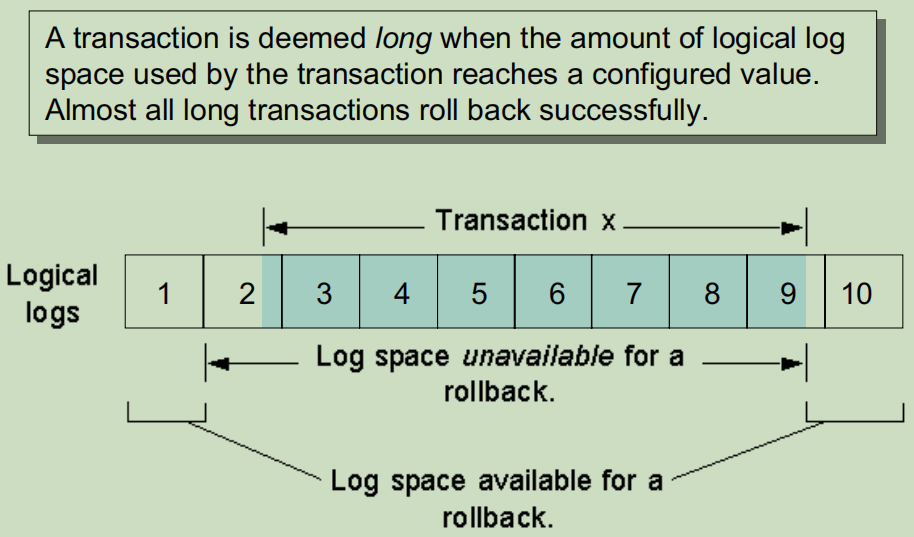 A transaction is deemed long when the amount of logical log
space used by the transaction reaches a configured value.
Almost all long transactions roll back successfully.
Transaction x
Logical
logs
1 2 3 4 5 6 7 8 9 10
Log space unavailable for a
rollback.
Log space available for a
rollback.